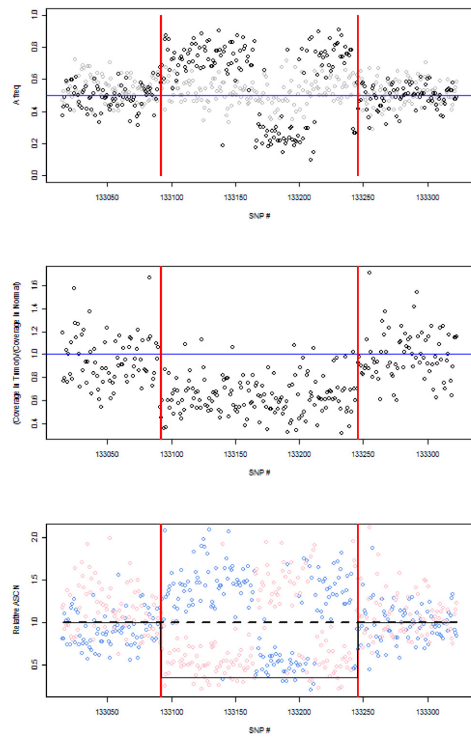 A freq
0.0 0.2 0.4 0.6 0.8 1.0
133050 133100 133150 133200 133250 133300
SNP #
(Coverage in Tumor)/(Coverage in Normal)
0.4 0.6 0.8 1.0 1.2 1.4 1.6
133050 133100 133150 133200 133250 133300
SNP #
Relative ASCN
0.5 1.0 1.5 2.0
133050 133100 133150 133200 133250 133300
SNP #